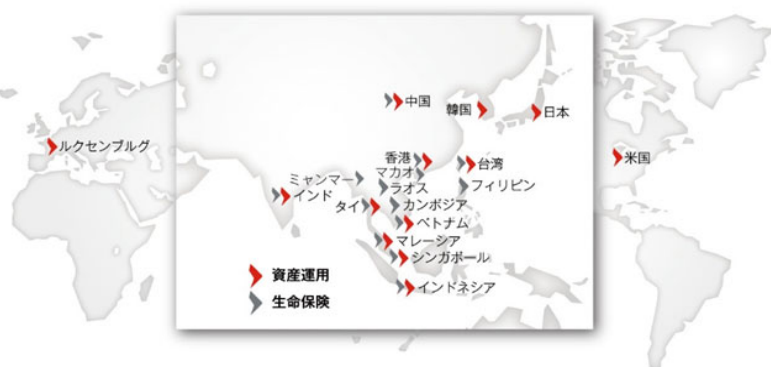 中国
韓国
日本
ルクセンブルグ
米国
香港
台湾
マカオ
ミャンマー
ラオス
フィリピン
インド
タイ
カンボジア
ベトナム
マレーシア
シンガポール
インドネシア
資産運用
生命保険